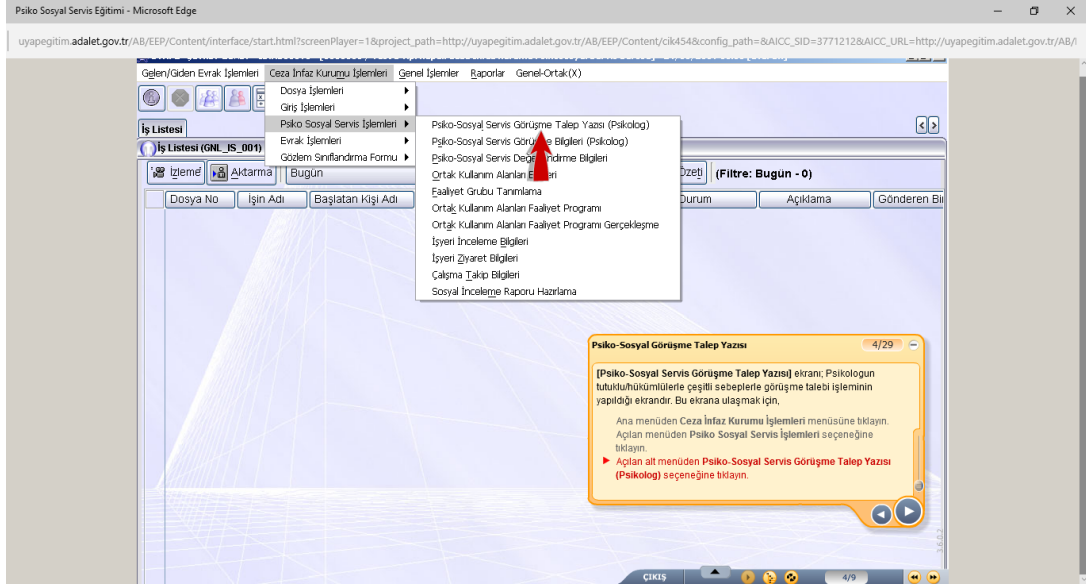 Psiko Sosyal Servis Eğitimi - Microsoft Edge
uyapegitim.adalet.gov.tr/AB/EEP/Content/interface/start.html?screenPlayer=1&project_path=http://uyapegitim.adalet.gov.tr/AB/EEP/Content/cik454&config_path=&AICC_SID=3771212&AICC_URL=http://uyapegitim.adalet.gov.tr/AB/
Gelen/Giden Evrak İşlemleri Ceza İnfaz Kurumu İşlemleri Genel İşlemler Raporlar Genel-Ortak(X)
Dosya İşlemleri
Giriş İşlemleri
Psiko Sosyal Servis İşlemleri
Evrak İşlemleri
Gözlem Sınıflandırma Formu
Psiko-Sosyal Servis Görüşme Talep Yazısı (Psikolog)
Psiko-Sosyal Servis Bilgileri (Psikolog)
Psiko-Sosyal Servis Bilgileri
Ortak Kullanım Alanları
Faaliyet Grubu Tanımlama
Ortak Kullanım Alanları Faaliyet Programı
Ortak Kullanım Alanları Faaliyet Programı Gerçekleşme
İşyeri İnceleme Bilgileri
İşyeri Ziyaret Bilgileri
Çalışma Takip Bilgileri
Sosyal İnceleme Raporu Hazırlama
İş Listesi
İş Listesi (GNL_IS_001)
İzleme Aktarma Bugün Özeti (Filtre: Bugün - 0)
Dosya No İşin Adı Başlatan Kişi Adı Durum Açıklama Gönderen
Psiko-Sosyal Görüşme Talep Yazısı 4/29
[Psiko-Sosyal Servis Görüşme Talep Yazısı] ekranı; Psikologun
tutuklu/hükümlülerle çeşitli sebeplerle görüşme talebi işleminin
yapıldığı ekrandır. Bu ekrana ulaşmak için,
Ana menüden Ceza İnfaz Kurumu İşlemleri menüsüne tıklayın.
Açılan menüden Psiko Sosyal Servis İşlemleri seçeneğine
tıklayın.
Açılan alt menüden Psiko-Sosyal Servis Görüşme Talep Yazısı
(Psikolog) seçeneğine tıklayın.
3.6.0.2
ÇIKIŞ 4/9